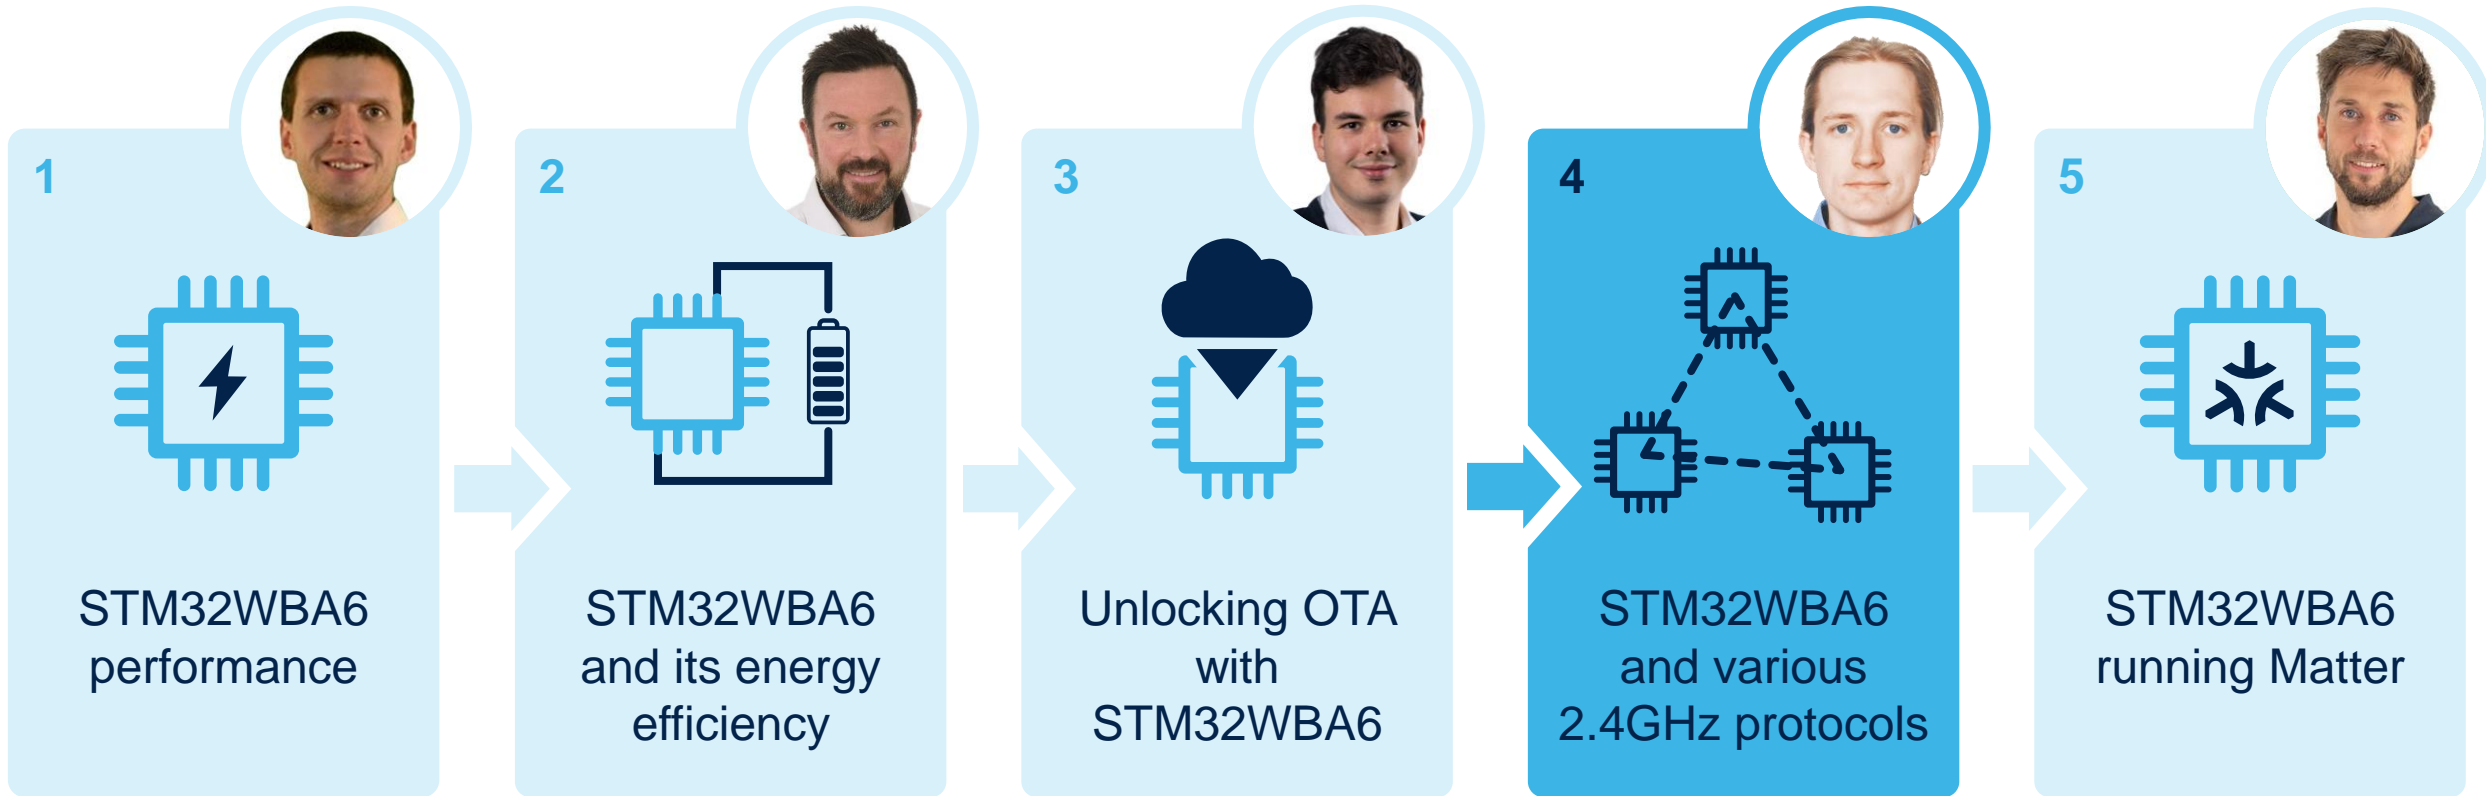 1
STM32WBA6
performance
2
STM32WBA6
and its energy
efficiency
3
Unlocking OTA
with
STM32WBA6
4
STM32WBA6
and various
2.4GHz protocols
5
STM32WBA6
running Matter